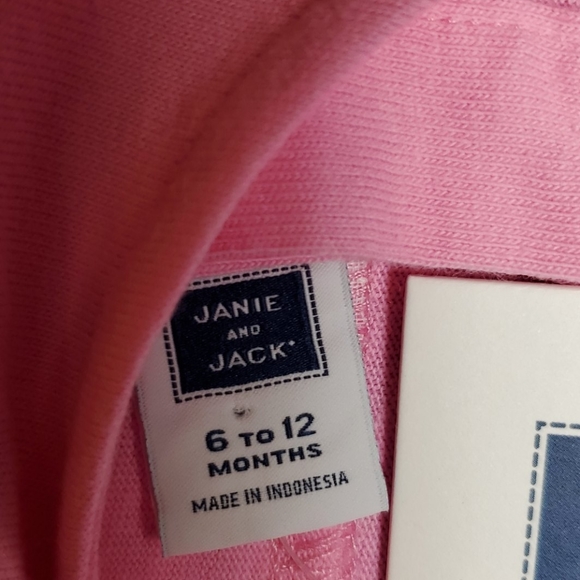 JANIE
AND
JACK
6 TO 12
MONTHS
MADE IN INDONESIA